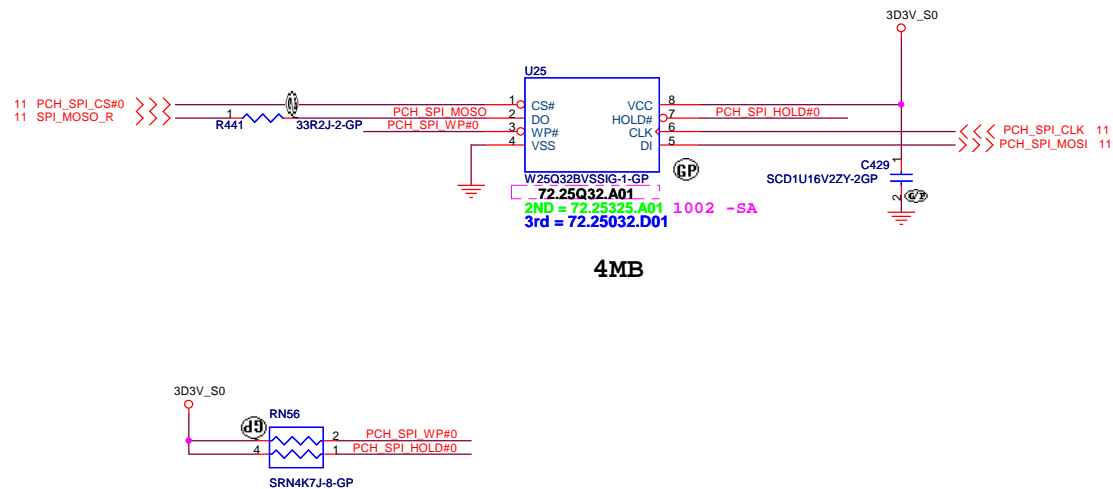 3D3V_S0
U25
11 PCH_SPI_CS#0
1 CS#
VCC 8
11 SPI_MOSO_R
1
R441
33R2J-2-GP
PCH_SPI_MOSO
2 DO
HOLD# 7
PCH_SPI_HOLD#0
PCH_SPI_WP#0
3 WP#
CLK 6
PCH_SPI_CLK 11
4 VSS
DI 5
PCH_SPI_MOSI 11
GP
W25Q32BVSSIG-1-GP
1
C429
SCD1U16V2ZY-2GP
2
GP
72.25Q32.A01
2ND = 72.25325.A01
1002 -SA
3rd = 72.25032.D01
4MB
3D3V_S0
RN56
GP
2
PCH_SPI_WP#0
4
1
PCH_SPI_HOLD#0
SRN4K7J-8-GP